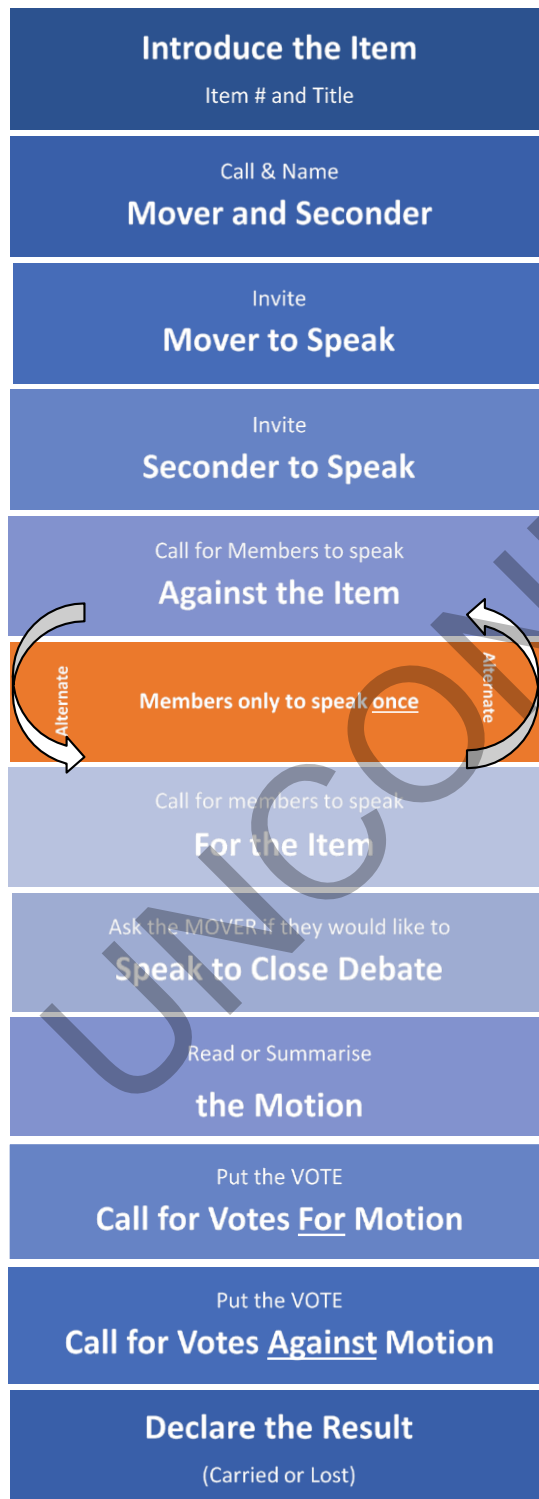 Introduce the Item
Item # and Title
Call & Name
Mover and Seconder
Invite
Mover to Speak
Invite
Seconder to Speak
Call for Members to speak
Against the Item
Alternate
Members only to speak once
Alternate
Call for members to speak
For the Item
Ask the MOVER if they would like to
Speak to Close Debate
Read or Summarise
the Motion
Put the VOTE
Call for Votes For Motion
Put the VOTE
Call for Votes Against Motion
Declare the Result
(Carried or Lost)